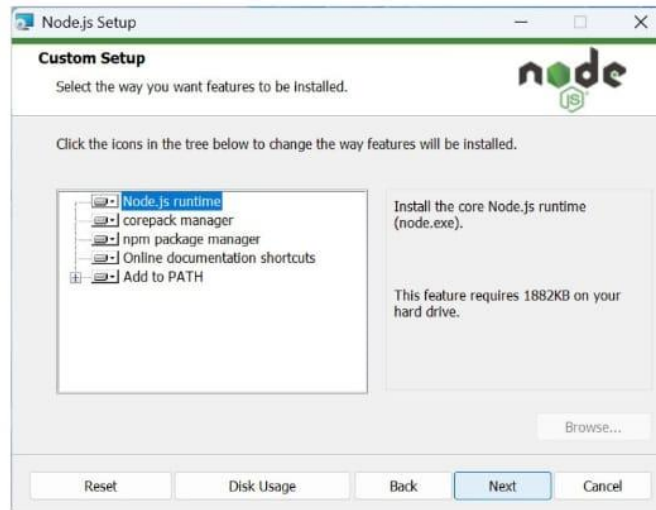 Node.js Setup
Custom Setup
Select the way you want features to be installed.
node
JS
Click the icons in the tree below to change the way features will be installed.
Node.js runtime
corepack manager
npm package manager
Online documentation shortcuts
Add to PATH
Install the core Node.js runtime
(node.exe).
This feature requires 1882KB on your
hard drive.
Browse...
Reset
Disk Usage
Back
Next
Cancel